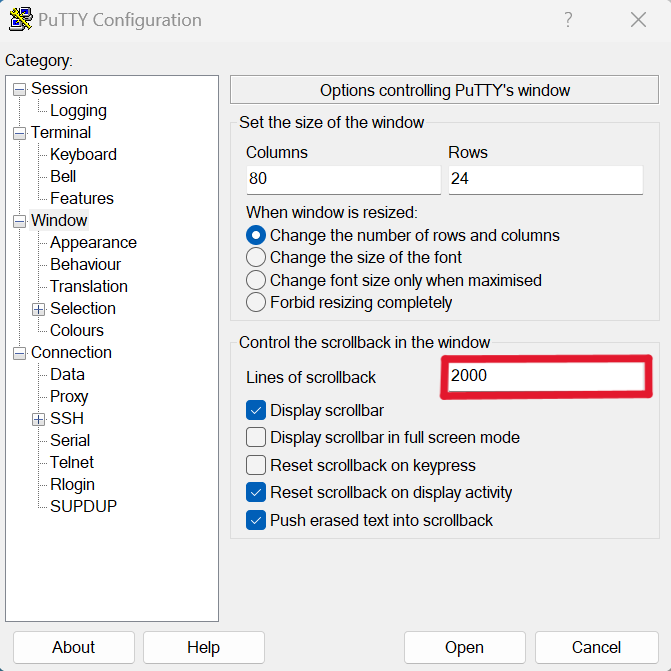 PuTTY Configuration
?
Category:
Session
Logging
Terminal
Keyboard
Bell
Features
Window
Appearance
Behaviour
Translation
Selection
Colours
Connection
Data
Proxy
SSH
Serial
Telnet
Rlogin
SUPDUP
Options controlling PuTTY's window
Set the size of the window
Columns Rows
80 24
When window is resized:
Change the number of rows and columns
Change the size of the font
Change font size only when maximised
Forbid resizing completely
Control the scrollback in the window
Lines of scrollback 2000
Display scrollbar
Display scrollbar in full screen mode
Reset scrollback on keypress
Reset scrollback on display activity
Push erased text into scrollback
About Help Open Cancel